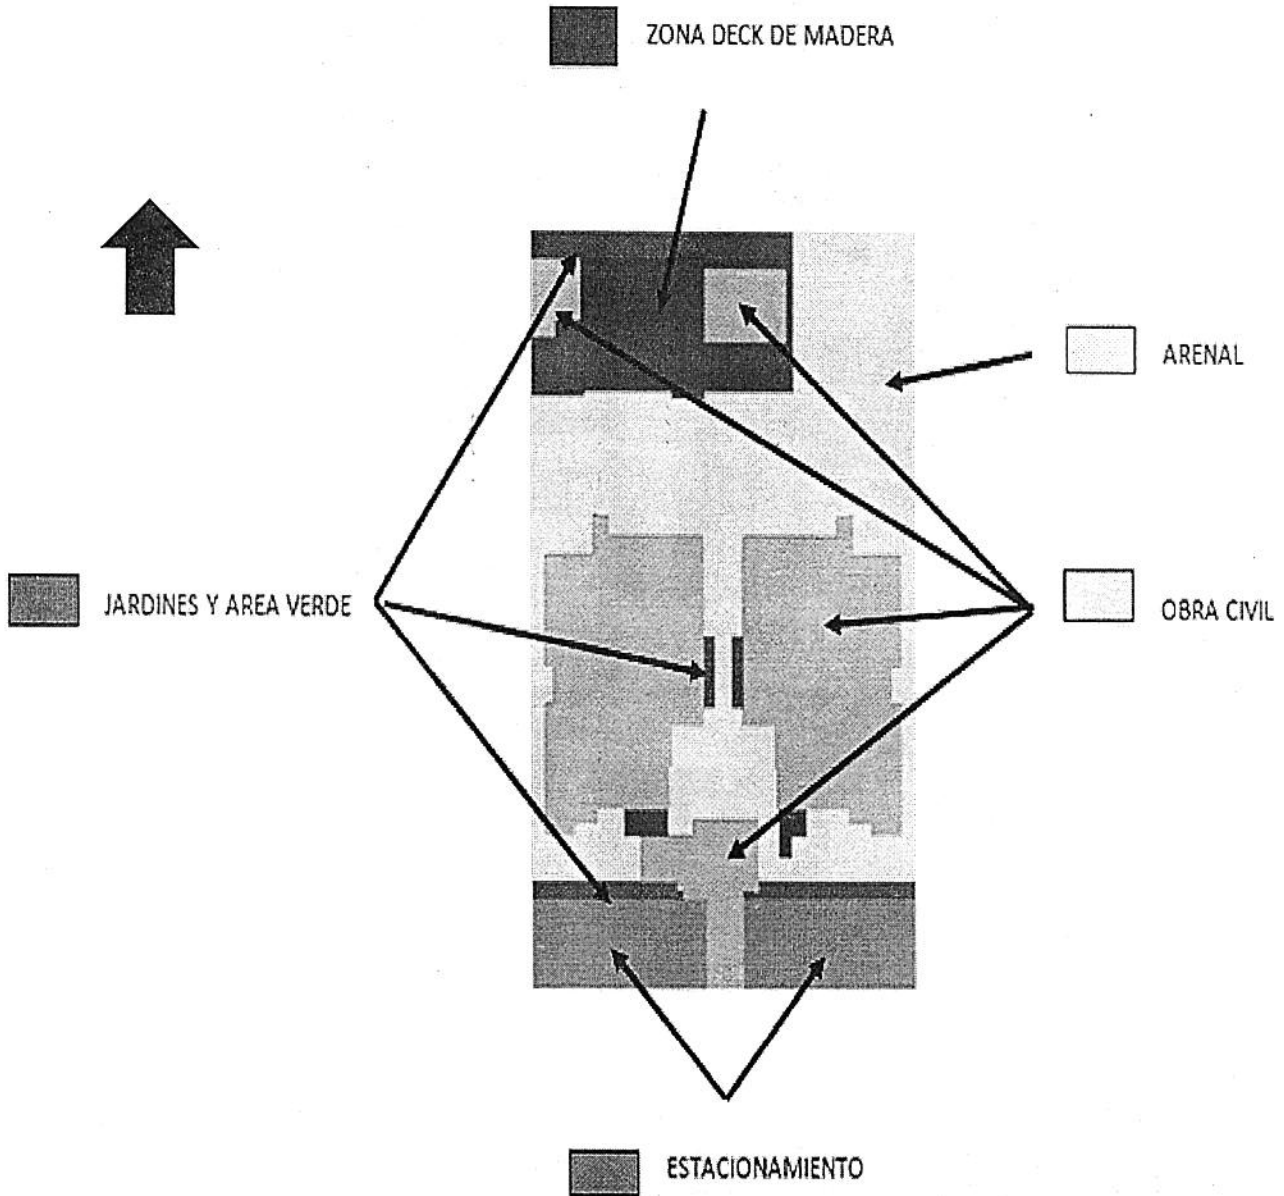 ZONA DECK DE MADERA
ARENAL
JARDINES Y AREA VERDE
OBRA CIVIL
ESTACIONAMIENTO